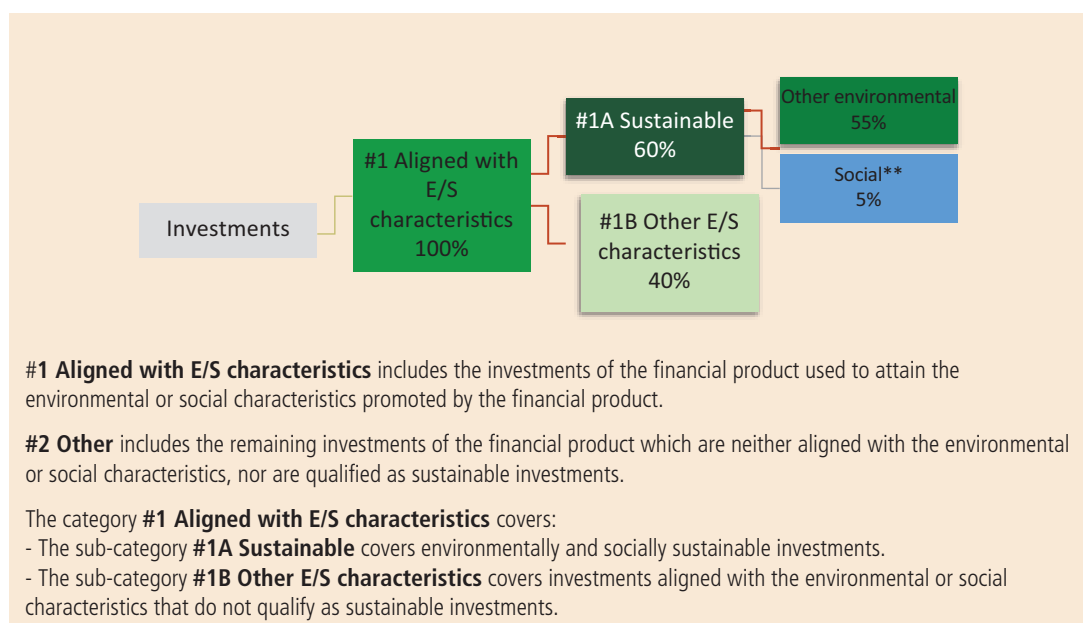 Other environmental
55%
#1A Sustainable
60%
#1 Aligned with
E/S
characteristics
100%
Social**
5%
Investments
#1B Other E/S
characteristics
40%
#1 Aligned with E/S characteristics includes the investments of the financial product used to attain the
environmental or social characteristics promoted by the financial product.
#2 Other includes the remaining investments of the financial product which are neither aligned with the environmental
or social characteristics, nor are qualified as sustainable investments.
The category #1 Aligned with E/S characteristics covers:
- The sub-category #1A Sustainable covers environmentally and socially sustainable investments.
- The sub-category #1B Other E/S characteristics covers investments aligned with the environmental or social
characteristics that do not qualify as sustainable investments.